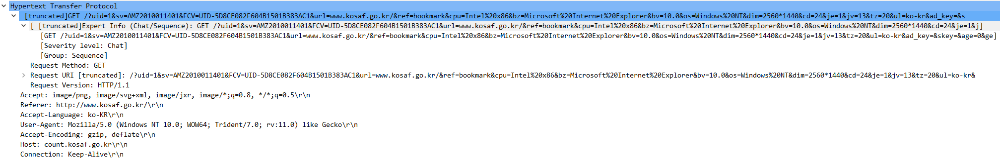 Hypertext Transfer Protocol
[truncated]GET /?uid=1&sv=AMZ2010011401&FCV=UID-5D8CE082F604B1501B383AC1&url=www.kosaf.go.kr/&ref=bookmark&cpu=Intel%20x86&bz=Microsoft%20Internet%20Explorer&bv=10.0&os=Windows%20NT&dim=2560*1440&cd=24&je=1&jv=13&tz=20&ul=ko-kr&ad_key=&s
[ [truncated]Expert Info (Chat/Sequence): GET /?uid=1&sv=AMZ2010011401&FCV=UID-5D8CE082F604B1501B383AC1&url=www.kosaf.go.kr/&ref=bookmark&cpu=Intel%20x86&bz=Microsoft%20Internet%20Explorer&bv=10.0&os=Windows%20NT&dim=2560*1440&cd=24&je=1&j]
[GET /?uid=1&sv=AMZ2010011401&FCV=UID-5D8CE082F604B1501B383AC1&url=www.kosaf.go.kr/&ref=bookmark&cpu=Intel%20x86&bz=Microsoft%20Internet%20Explorer&bv=10.0&os=Windows%20NT&dim=2560*1440&cd=24&je=1&jv=13&tz=20&ul=ko-kr&ad_key=&skey=&age=0&ge]
[Severity level: Chat]
[Group: Sequence]
Request Method: GET
Request URI [truncated]: /?uid=1&sv=AMZ2010011401&FCV=UID-5D8CE082F604B1501B383AC1&url=www.kosaf.go.kr/&ref=bookmark&cpu=Intel%20x86&bz=Microsoft%20Internet%20Explorer&bv=10.0&os=Windows%20NT&dim=2560*1440&cd=24&je=1&jv=13&tz=20&ul=ko-kr&
Request Version: HTTP/1.1
Accept: image/png, image/svg+xml, image/jxr, image/*;q=0.8, */*;q=0.5\r\n
Referer: http://www.kosaf.go.kr/\r\n
Accept-Language: ko-KR\r\n
User-Agent: Mozilla/5.0 (Windows NT 10.0; WOW64; Trident/7.0; rv:11.0) like Gecko\r\n
Accept-Encoding: gzip, deflate\r\n
Host: count.kosaf.go.kr\r\n
Connection: Keep-Alive\r\n